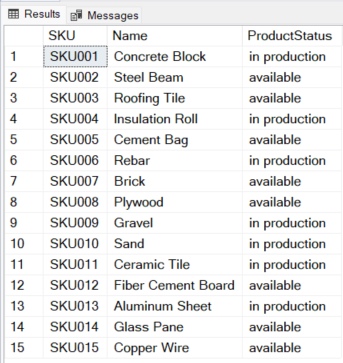 Results Messages
SKU Name ProductStatus
1 SKU001 Concrete Block in production
2 SKU002 Steel Beam available
3 SKU003 Roofing Tile available
4 SKU004 Insulation Roll in production
5 SKU005 Cement Bag available
6 SKU006 Rebar in production
7 SKU007 Brick available
8 SKU008 Plywood available
9 SKU009 Gravel in production
10 SKU010 Sand in production
11 SKU011 Ceramic Tile in production
12 SKU012 Fiber Cement Board available
13 SKU013 Aluminum Sheet in production
14 SKU014 Glass Pane available
15 SKU015 Copper Wire available